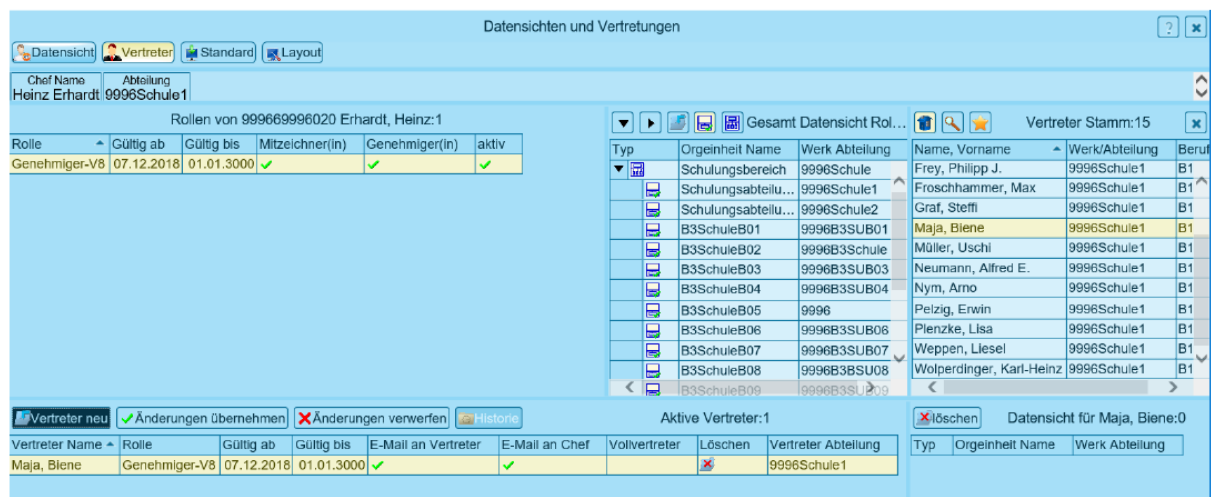 Datensichten und Vertretungen ?
Datensicht Vertreter Standard Layout
Chef Name Abteilung
Heinz Erhardt 9996Schule1
Rollen von 999669996020 Erhardt, Heinz:1
Rolle Gültig ab Gültig bis Mitzeichner(in) Genehmiger(in) aktiv
Genehmiger-V8 07.12.2018 01.01.3000
Gesamt Datensicht Rol...
Typ Orgeinheit Name Werk Abteilung
Schulungsbereich 9996Schule
Schulungsabteilu... 9996Schule1
Schulungsabteilu... 9996Schule2
B3SchuleB01 9996B3SUB01
B3SchuleB02 9996B3Schule
B3SchuleB03 9996B3SUB03
B3SchuleB04 9996B3SUB04
B3SchuleB05 9996
B3SchuleB06 9996B3SUB06
B3SchuleB07 9996B3SUB07
B3SchuleB08 9996B3BSU08
B3SchuleB09 9996B3SUB09
Vertreter Stamm:15
Name, Vorname Werk/Abteilung Beruf
Frey, Philipp J. 9996Schule1 B1
Froschhammer, Max 9996Schule1 B1
Graf, Steffi 9996Schule1 B1
Maja, Biene 9996Schule1 B1
Müller, Uschi 9996Schule1 B1
Neumann, Alfred E. 9996Schule1 B1
Nym, Arno 9996Schule1 B1
Pelzig, Erwin 9996Schule1 B1
Plenzke, Lisa 9996Schule1 B1
Weppen, Liesel 9996Schule1 B1
Wolperdinger, Karl-Heinz 9996Schule1 B1
Vertreter neu Änderungen übernehmen Änderungen verwerfen Historie Aktive Vertreter:1
Vertreter Name Rolle Gültig ab Gültig bis E-Mail an Vertreter E-Mail an Chef Vollvertreter Löschen Vertreter Abteilung
Maja, Biene Genehmiger-V8 07.12.2018 01.01.3000 9996Schule1
löschen Datensicht für Maja, Biene:0
Typ Orgeinheit Name Werk Abteilung